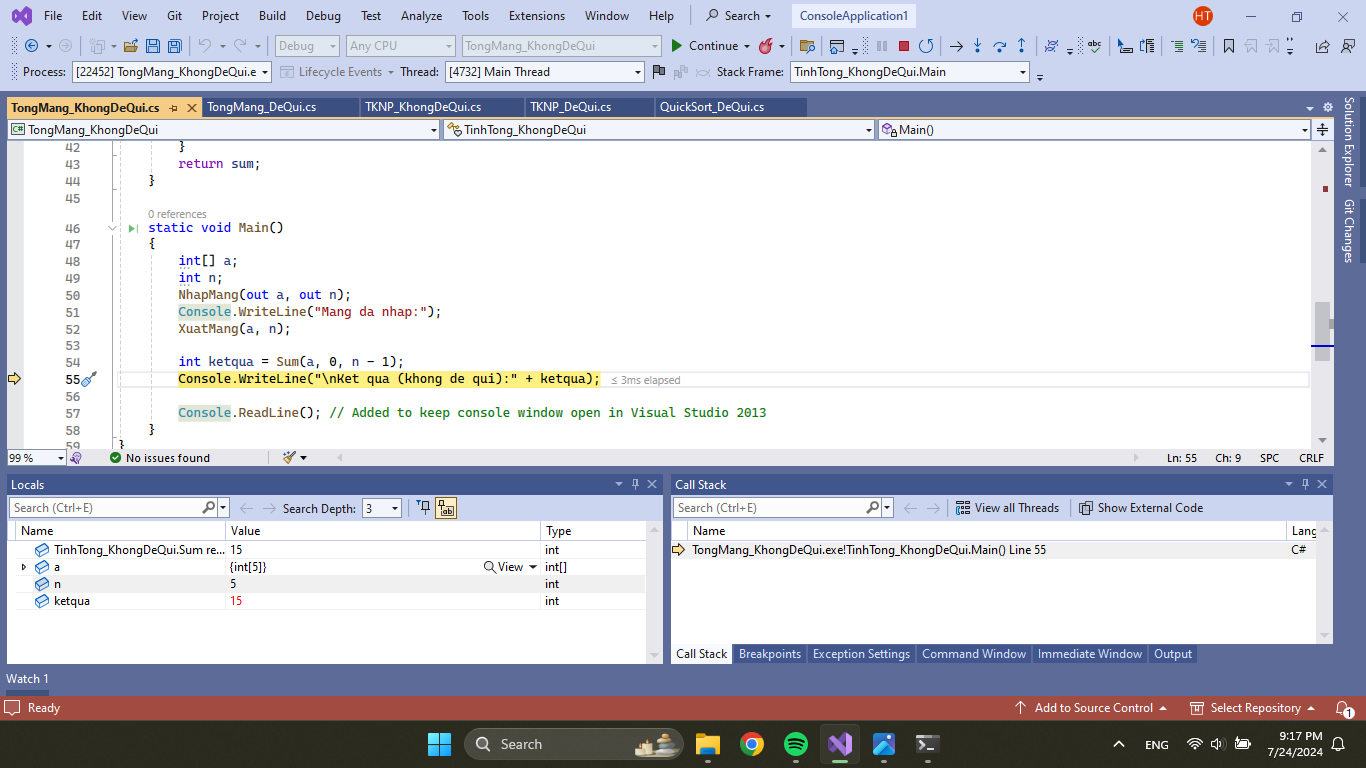 File Edit View Git Project Build Debug Test Analyze Tools Extensions Window Help Search ConsoleApplication1 HT
Debug Any CPU TongMang_KhongDeQui Continue
Process: [22452] TongMang_KhongDeQui.e Lifecycle Events Thread: [4732] Main Thread Stack Frame: TinhTong_KhongDeQui.Main
TongMang_KhongDeQui.cs TongMang_DeQui.cs TKNP_KhongDeQui.cs TKNP_DeQui.cs QuickSort_DeQui.cs
TongMang_KhongDeQui TinhTong_KhongDeQui Main()
Solution Explorer
Git Changes
42 }
43 return sum;
44 }
45
0 references
46 static void Main()
47 {
48 int[] a;
49 int n;
50 NhapMang(out a, out n);
51 Console.WriteLine("Mang da nhap:");
52 XuatMang(a, n);
53
54 int ketqua = Sum(a, 0, n - 1);
55 Console.WriteLine("\nKet qua (khong de qui):" + ketqua); ≤ 3ms elapsed
56
57 Console.ReadLine(); // Added to keep console window open in Visual Studio 2013
58 }
59 }
99 % No issues found Ln: 55 Ch: 9 SPC CRLF
Locals
Search (Ctrl+E) Search Depth: 3
Name Value Type
TinhTong_KhongDeQui.Sum re... 15 int
a {int[5]} View int[]
n 5 int
ketqua 15 int
Call Stack
Search (Ctrl+E) View all Threads Show External Code
Name Lang
TongMang_KhongDeQui.exe!TinhTong_KhongDeQui.Main() Line 55 C#
Call Stack Breakpoints Exception Settings Command Window Immediate Window Output
Watch 1
Ready Add to Source Control Select Repository 1
Search ENG 9:17 PM
7/24/2024